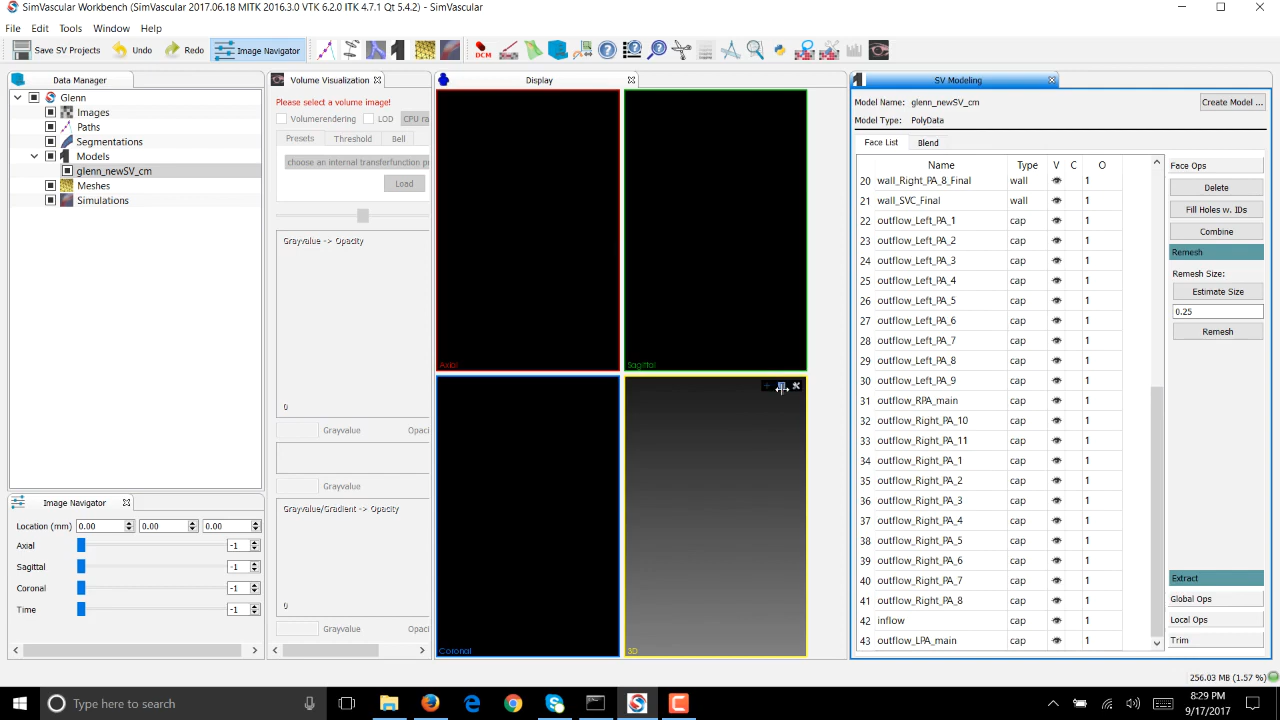 SimVascular Workbench (SimVascular 2017.06.18 MITK 2016.3.0 VTK 6.2.0 ITK 4.7.1 Qt 5.4.2) - SimVascular
File Edit Tools Window Help
Save SV Projects Undo Redo Image Navigator DCM
Data Manager
Glenn
Images
Paths
Segmentations
Models
glenn_newSV_cm
Meshes
Simulations
Image Navigator
Location (mm) 0.00 0.00 0.00
Axial -1
Sagittal -1
Coronal -1
Time -1
Volume Visualization
Please select a volume image!
Volumerendering LOD CPU ra
Presets Threshold Bell
choose an internal transferfunction pr
Load
Grayvalue -> Opacity
0
Grayvalue Opaci
Grayvalue
Grayvalue/Gradient -> Opacity
0
Grayvalue Opaci
Display
Axial
Sagittal
Coronal
3D
SV Modeling
Model Name: glenn_newSV_cm
Create Model ...
Model Type: PolyData
Face List Blend
Name Type V C O
20 wall_Right_PA_8_Final wall 1
21 wall_SVC_Final wall 1
22 outflow_Left_PA_1 cap 1
23 outflow_Left_PA_2 cap 1
24 outflow_Left_PA_3 cap 1
25 outflow_Left_PA_4 cap 1
26 outflow_Left_PA_5 cap 1
27 outflow_Left_PA_6 cap 1
28 outflow_Left_PA_7 cap 1
29 outflow_Left_PA_8 cap 1
30 outflow_Left_PA_9 cap 1
31 outflow_RPA_main cap 1
32 outflow_Right_PA_10 cap 1
33 outflow_Right_PA_11 cap 1
34 outflow_Right_PA_1 cap 1
35 outflow_Right_PA_2 cap 1
36 outflow_Right_PA_3 cap 1
37 outflow_Right_PA_4 cap 1
38 outflow_Right_PA_5 cap 1
39 outflow_Right_PA_6 cap 1
40 outflow_Right_PA_7 cap 1
41 outflow_Right_PA_8 cap 1
42 inflow cap 1
43 outflow_LPA_main cap 1
Face Ops
Delete
Fill Holes w. IDs
Combine
Remesh
Remesh Size:
Estimate Size
0.25
Remesh
Extract
Global Ops
Local Ops
Trim
256.03 MB (1.57 %)
Type here to search
8:29 PM
9/17/2017